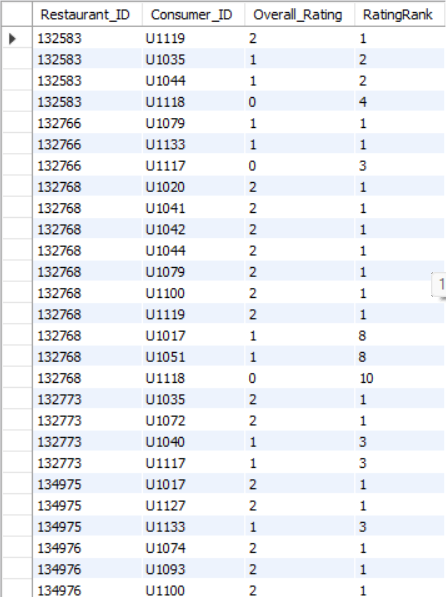 Restaurant_ID Consumer_ID Overall_Rating RatingRank
132583 U1119 2 1
132583 U1035 1 2
132583 U1044 1 2
132583 U1118 0 4
132766 U1079 1 1
132766 U1133 1 1
132766 U1117 0 3
132768 U1020 2 1
132768 U1041 2 1
132768 U1042 2 1
132768 U1044 2 1
132768 U1079 2 1
132768 U1100 2 1
1
132768 U1119 2 1
132768 U1017 1 8
132768 U1051 1 8
132768 U1118 0 10
132773 U1035 2 1
132773 U1072 2 1
132773 U1040 1 3
132773 U1117 1 3
134975 U1017 2 1
134975 U1127 2 1
134975 U1133 1 3
134976 U1074 2 1
134976 U1093 2 1
134976 U1100 2 1